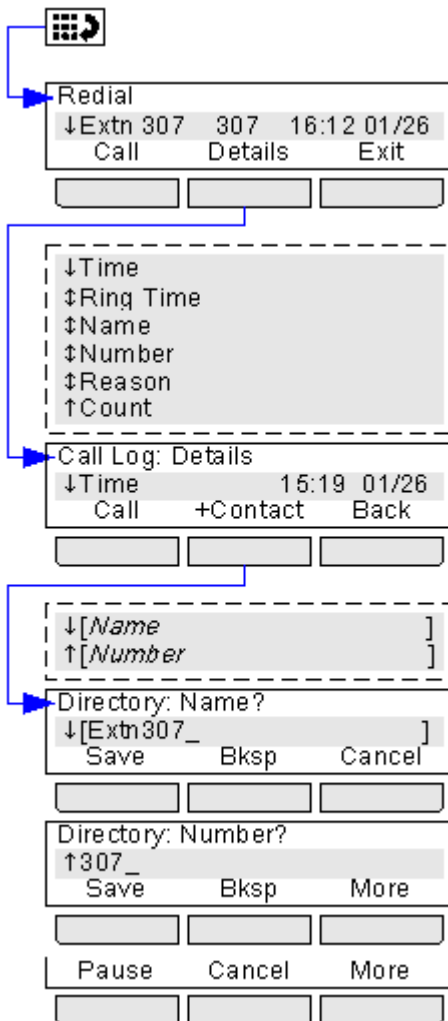 Redial
↓Extn 307 307 16:12 01/26
Call Details Exit
↓Time
↕Ring Time
↕Name
↕Number
↕Reason
↑Count
Call Log: Details
↓Time 15:19 01/26
Call +Contact Back
↓[Name ]
↑[Number ]
Directory: Name?
↓[Extn307_ ]
Save Bksp Cancel
Directory: Number?
↑307_
Save Bksp More
Pause Cancel More